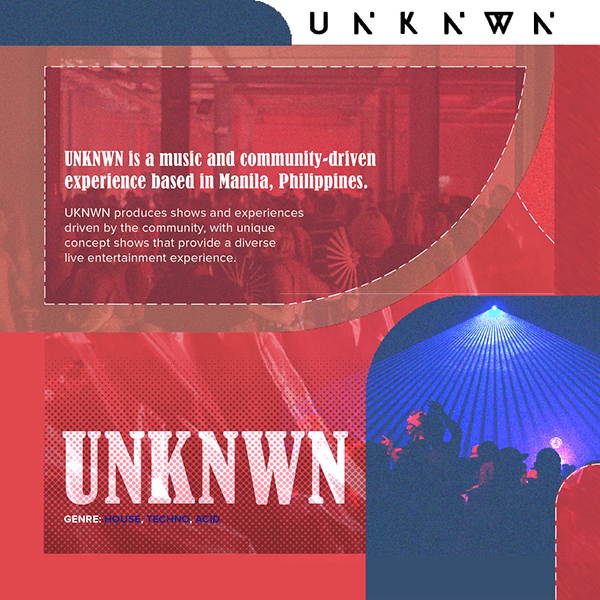 UNKNWN
UNKNWN is a music and community-driven
experience based in Manila, Philippines.
UKNWN produces shows and experiences
driven by the community, with unique
concept shows that provide a diverse
live entertainment experience.
UNKNWN
GENRE: HOUSE, TECHNO, ACID